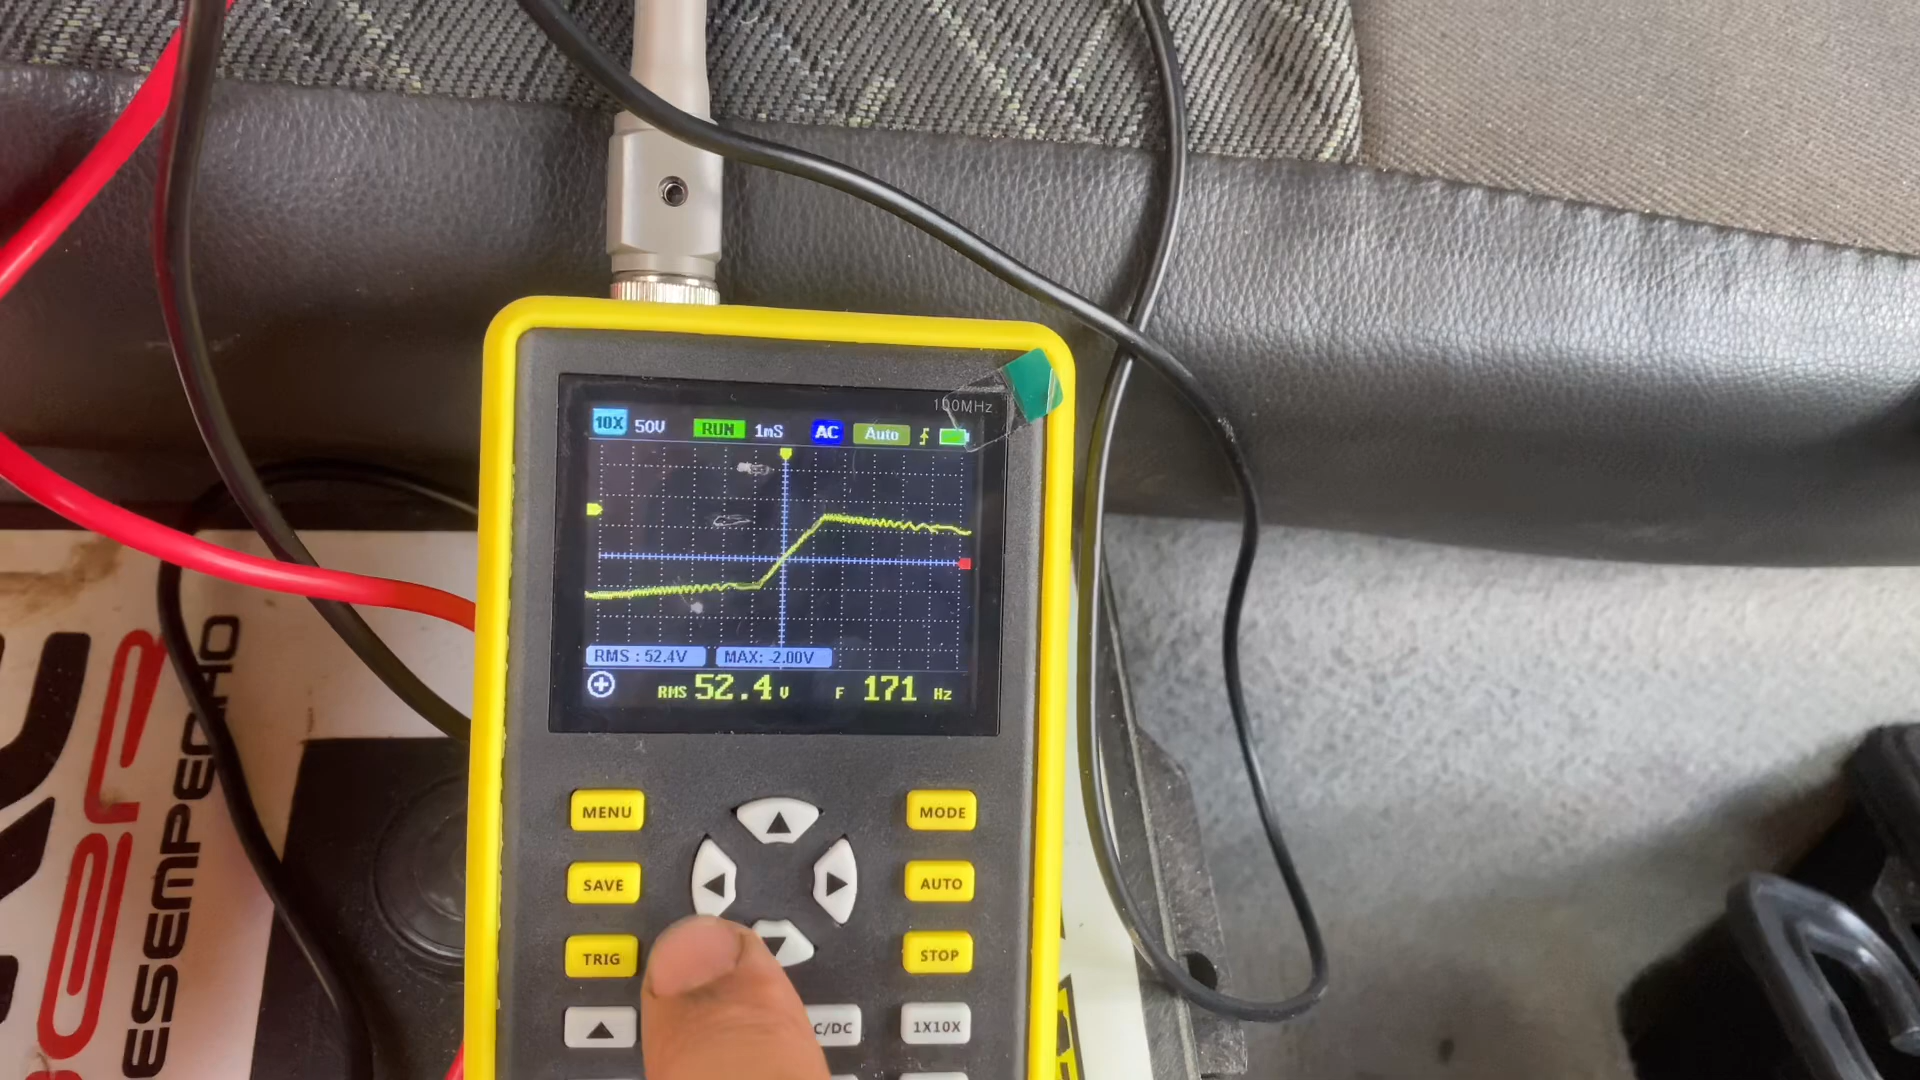 100MHz
10X 50V RUN 1mS AC Auto
RMS : 52.4V MAX: -2.00V
RMS 52.4 V F 171 Hz
MENU MODE
SAVE AUTO
TRIG STOP
C/DC 1X10X
ESEMPENHO